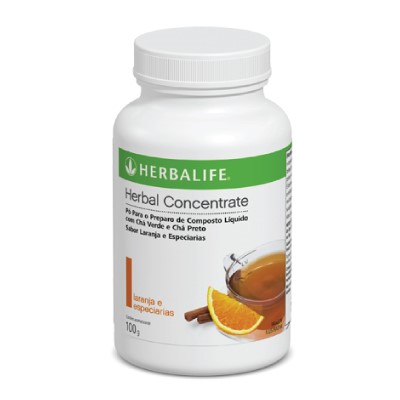 HERBALIFE®
Herbal Concentrate
Pó Para o Preparo de Composto Líquido
com Chá Verde e Chá Preto
Sabor Laranja e Especiarias
laranja e
especiarias
100g